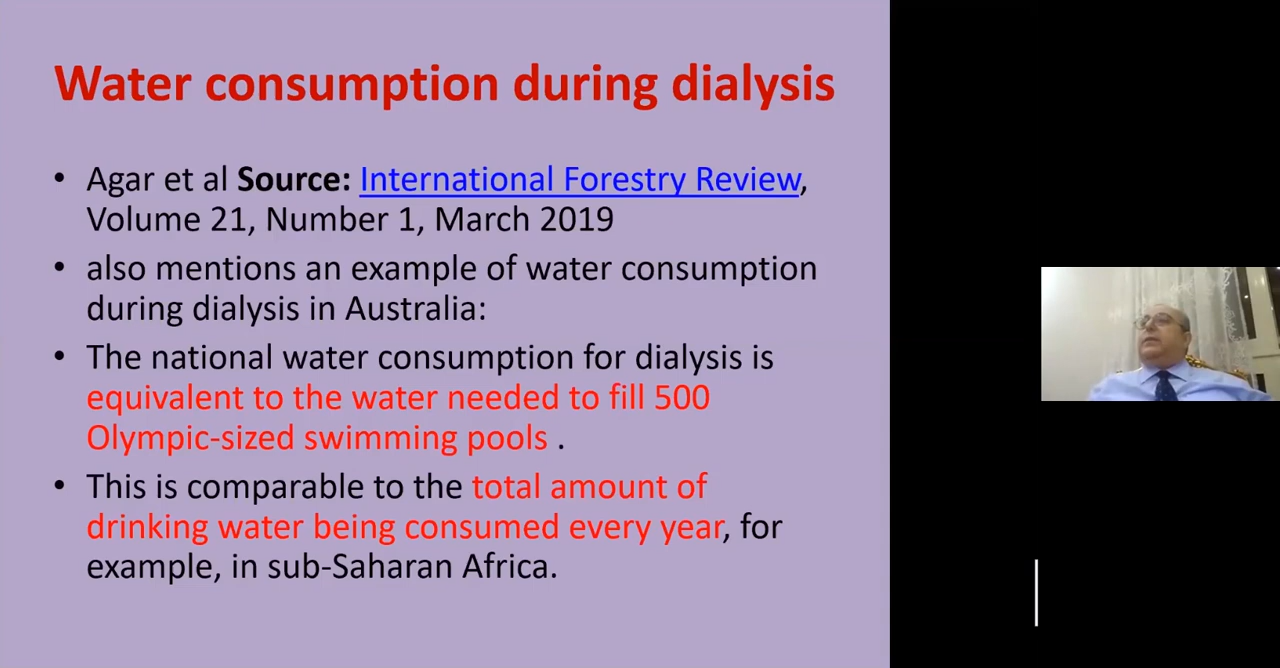 Water consumption during dialysis
• Agar et al Source: International Forestry Review,
Volume 21, Number 1, March 2019
• also mentions an example of water consumption
during dialysis in Australia:
• The national water consumption for dialysis is
equivalent to the water needed to fill 500
Olympic-sized swimming pools .
• This is comparable to the total amount of
drinking water being consumed every year, for
example, in sub-Saharan Africa.